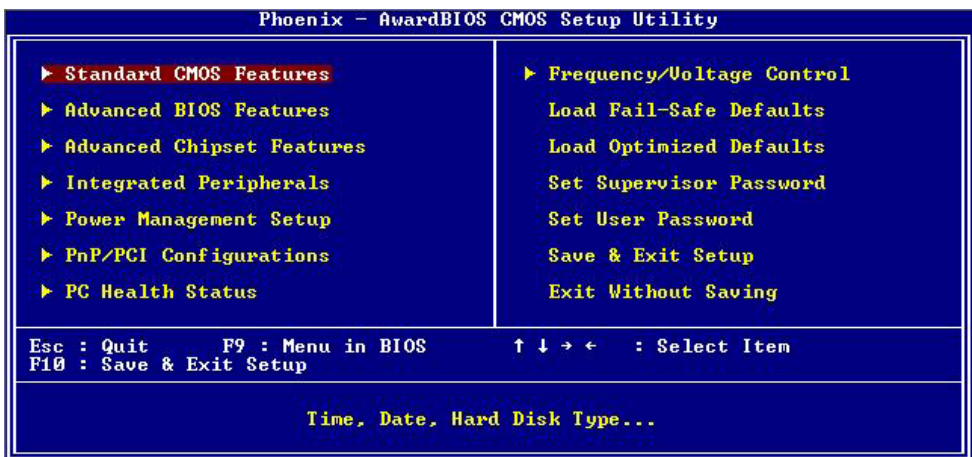 Phoenix - AwardBIOS CMOS Setup Utility
▶ Standard CMOS Features
▶ Advanced BIOS Features
▶ Advanced Chipset Features
▶ Integrated Peripherals
▶ Power Management Setup
▶ PnP/PCI Configurations
▶ PC Health Status
▶ Frequency/Voltage Control
Load Fail-Safe Defaults
Load Optimized Defaults
Set Supervisor Password
Set User Password
Save & Exit Setup
Exit Without Saving
Esc : Quit F9 : Menu in BIOS ↑ ↓ → ← : Select Item
F10 : Save & Exit Setup
Time, Date, Hard Disk Type...